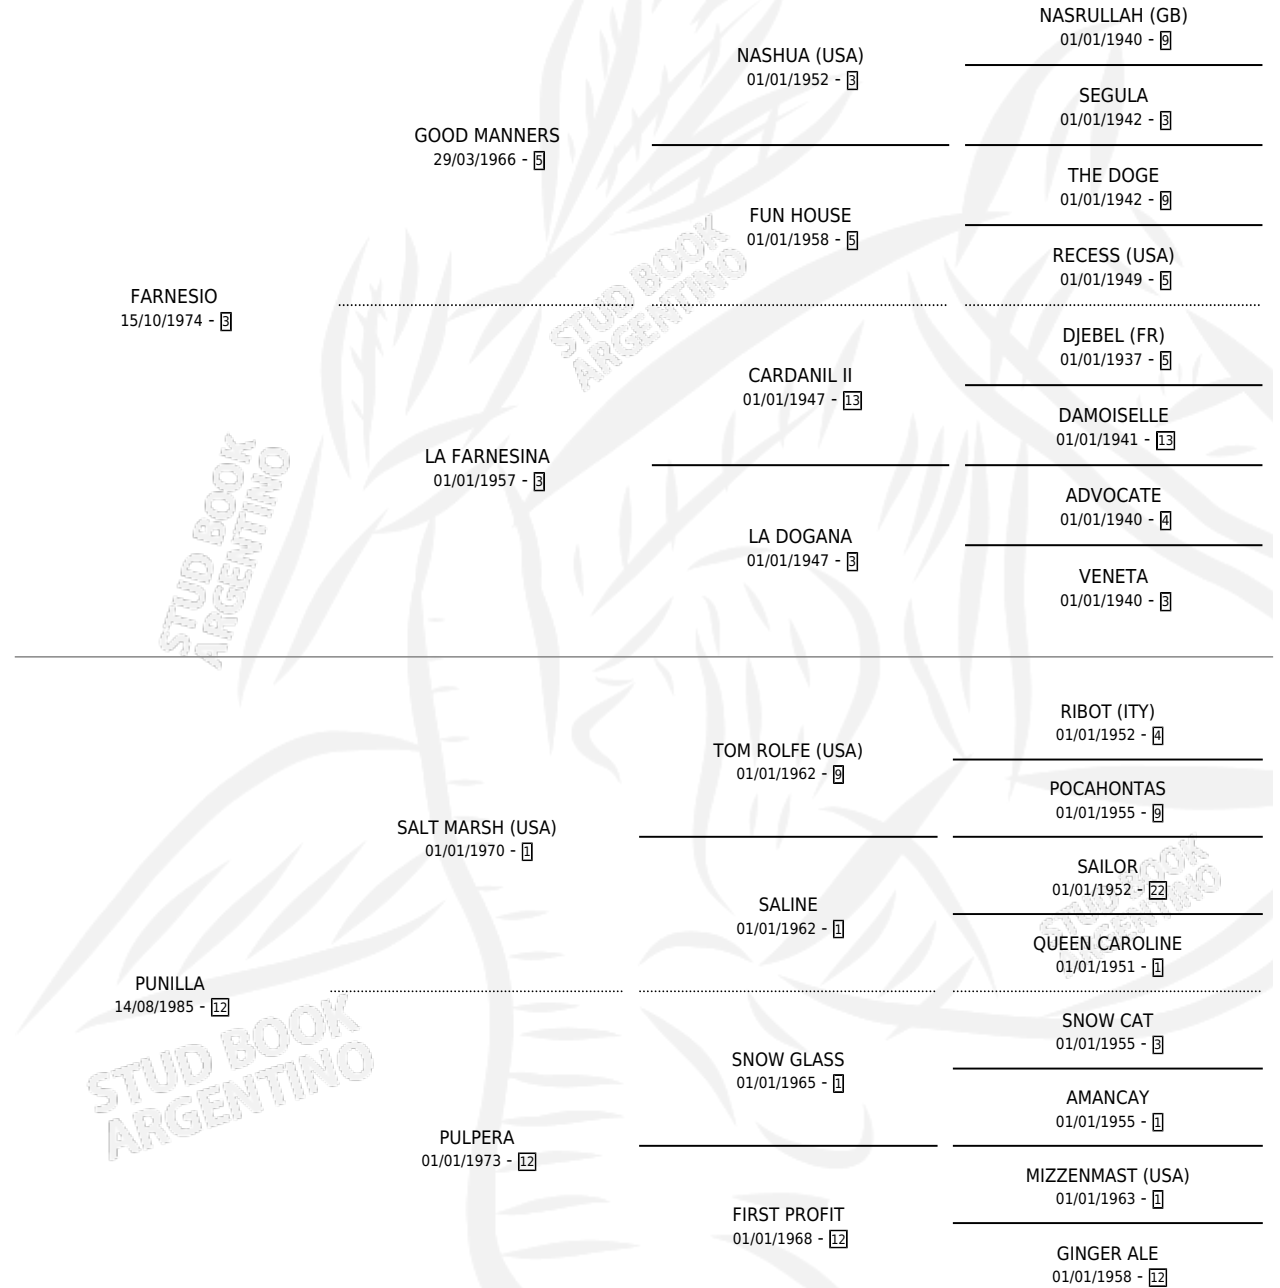 NASRULLAH (GB)
01/01/1940 - 9
NASHUA (USA)
01/01/1952 - 3
SEGULA
01/01/1942 - 3
GOOD MANNERS
29/03/1966 - 5
THE DOGE
01/01/1942 - 9
FUN HOUSE
01/01/1958 - 5
RECESS (USA)
01/01/1949 - 5
FARNESIO
15/10/1974 - 3
DJEBEL (FR)
01/01/1937 - 5
CARDANIL II
01/01/1947 - 13
DAMOISELLE
01/01/1941 - 13
LA FARNESINA
01/01/1957 - 3
ADVOCATE
01/01/1940 - 4
LA DOGANA
01/01/1947 - 3
VENETA
01/01/1940 - 3
RIBOT (ITY)
01/01/1952 - 4
TOM ROLFE (USA)
01/01/1962 - 9
POCAHONTAS
01/01/1955 - 9
SALT MARSH (USA)
01/01/1970 - 1
SAILOR
01/01/1952 - 22
SALINE
01/01/1962 - 1
QUEEN CAROLINE
01/01/1951 - 1
PUNILLA
14/08/1985 - 12
SNOW CAT
01/01/1955 - 3
SNOW GLASS
01/01/1965 - 1
AMANCAY
01/01/1955 - 1
PULPERA
01/01/1973 - 12
MIZZENMAST (USA)
01/01/1963 - 1
FIRST PROFIT
01/01/1968 - 12
GINGER ALE
01/01/1958 - 12
STUD BOOK
ARGENTINO
STUD BOOK
ARGENTINO
STUD BOOK
ARGENTINO
STUD BOOK
ARGENTINO